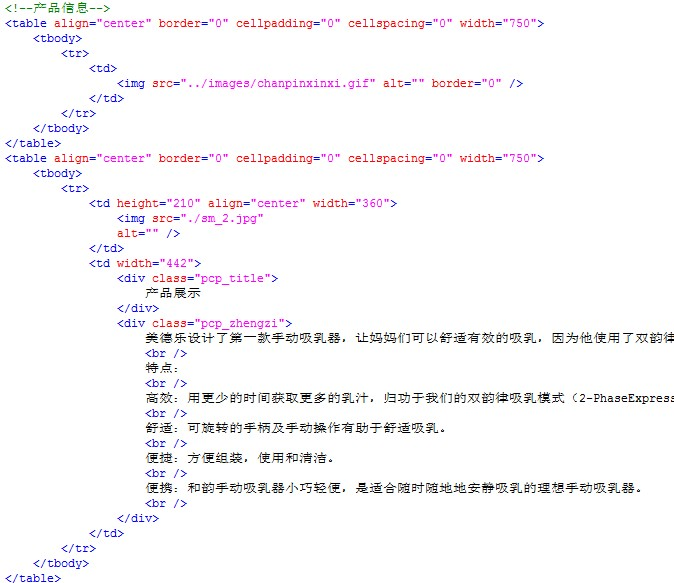 <!--产品信息-->
<table align="center" border="0" cellpadding="0" cellspacing="0" width="750">
<tbody>
<tr>
<td>
<img src="../images/chanpinxinxi.gif" alt="" border="0" />
</td>
</tr>
</tbody>
</table>
<table align="center" border="0" cellpadding="0" cellspacing="0" width="750">
<tbody>
<tr>
<td height="210" align="center" width="360">
<img src="./sm_2.jpg"
alt="" />
</td>
<td width="442">
<div class="pcp_title">
产品展示
</div>
<div class="pcp_zhengzi">
美德乐设计了第一款手动吸乳器，让妈妈们可以舒适有效的吸乳，因为他使用了双韵律
<br />
特点：
<br />
高效：用更少的时间获取更多的乳汁，归功于我们的双韵律吸乳模式（2-PhaseExpress
<br />
舒适：可旋转的手柄及手动操作有助于舒适吸乳。
<br />
便捷：方便组装，使用和清洁。
<br />
便携：和韵手动吸乳器小巧轻便，是适合随时随地地安静吸乳的理想手动吸乳器。
<br />
</div>
</td>
</tr>
</tbody>
</table>